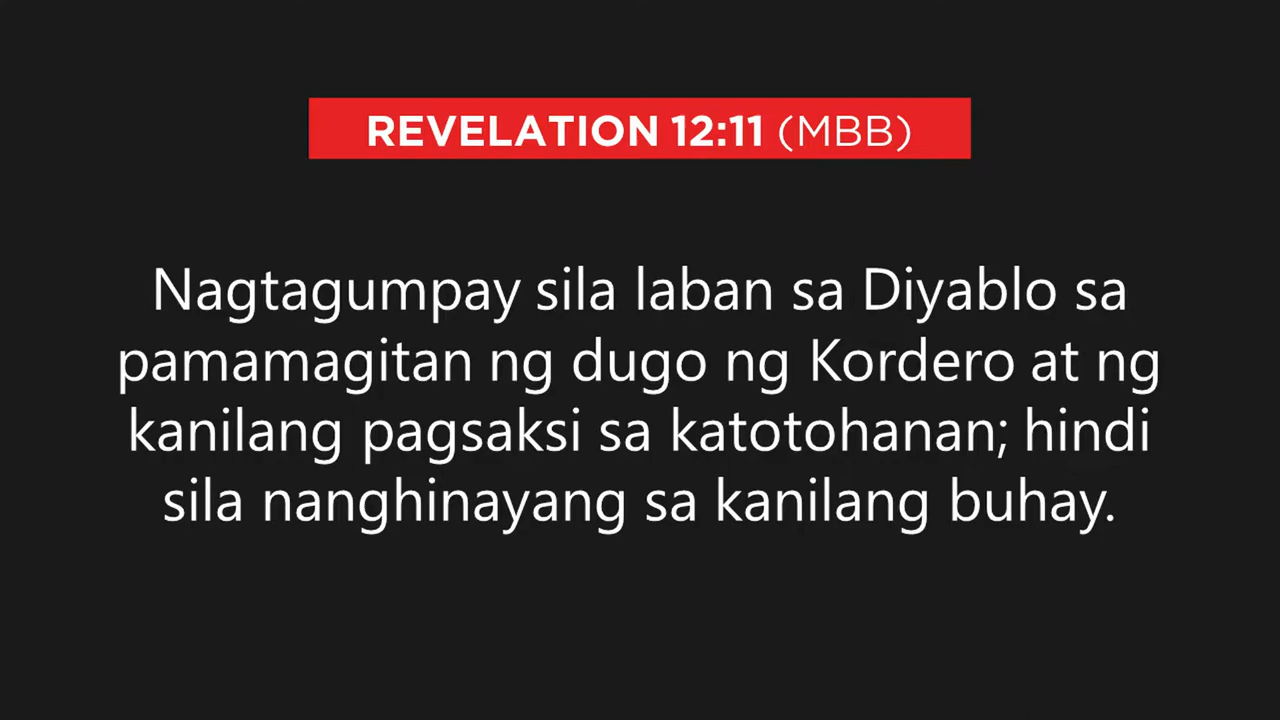 REVELATION 12:11 (MBB)
Nagtagumpay sila laban sa Diyablo sa
pamamagitan ng dugo ng Kordero at ng
kanilang pagsaksi sa katotohanan; hindi
sila nanghinayang sa kanilang buhay.